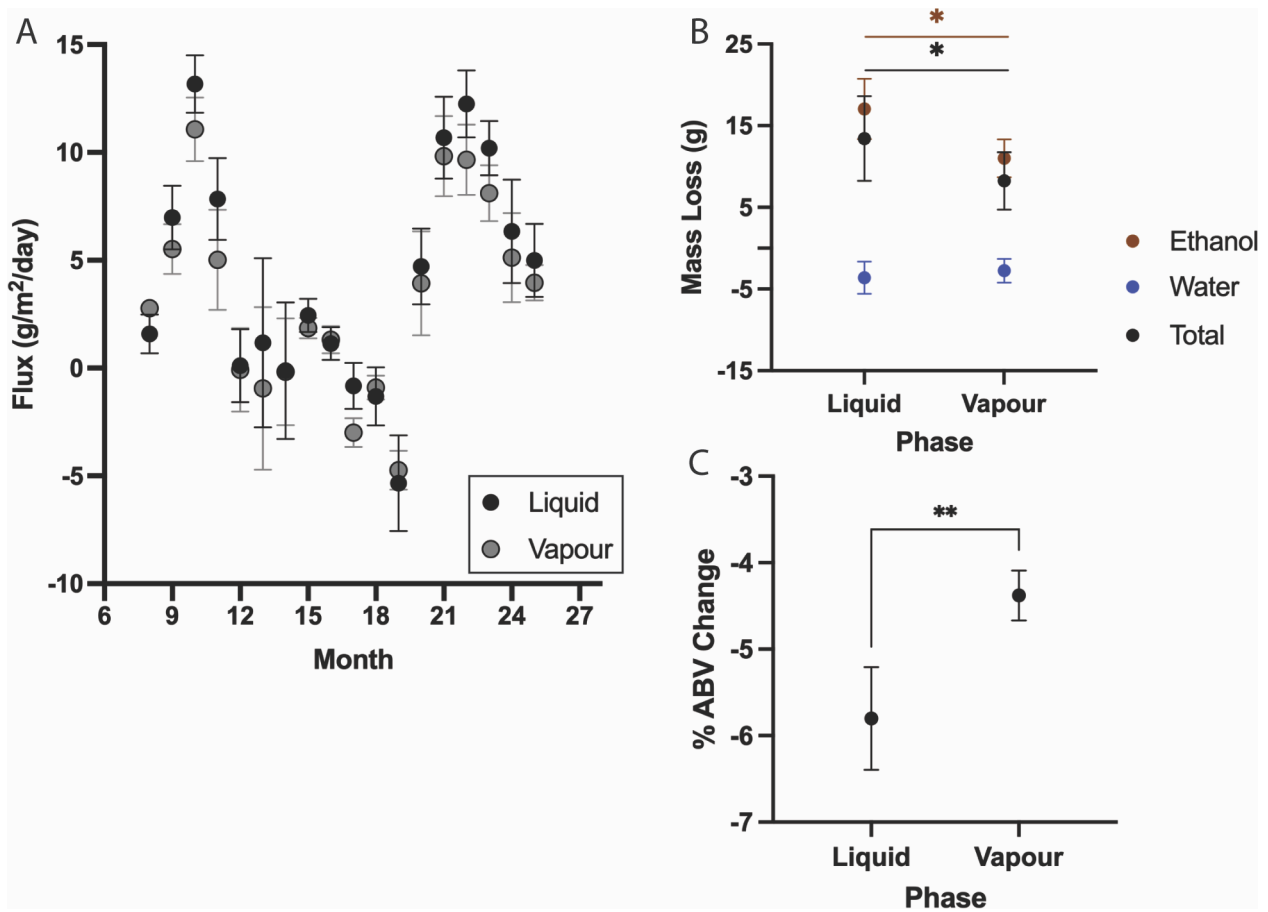 A
15
10
5
0
-5
-10
Flux (g/m²/day)
6 9 12 15 18 21 24 27
Month
Liquid
Vapour
B
*
*
25
15
5
-5
-15
Mass Loss (g)
Liquid Vapour
Phase
Ethanol
Water
Total
C
-3
-4
-5
-6
-7
% ABV Change
**
Liquid Vapour
Phase